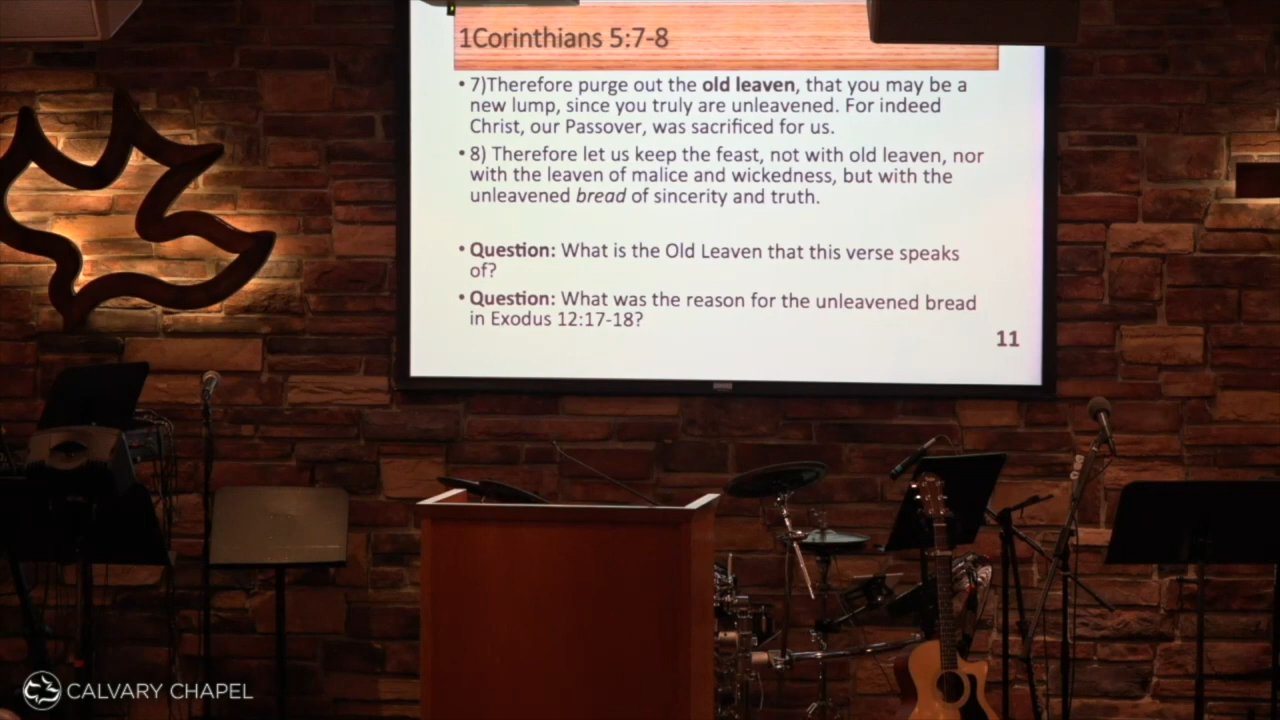 1Corinthians 5:7-8
• 7)Therefore purge out the old leaven, that you may be a
new lump, since you truly are unleavened. For indeed
Christ, our Passover, was sacrificed for us.
• 8) Therefore let us keep the feast, not with old leaven, nor
with the leaven of malice and wickedness, but with the
unleavened bread of sincerity and truth.
• Question: What is the Old Leaven that this verse speaks
of?
• Question: What was the reason for the unleavened bread
in Exodus 12:17-18?
11
CALVARY CHAPEL